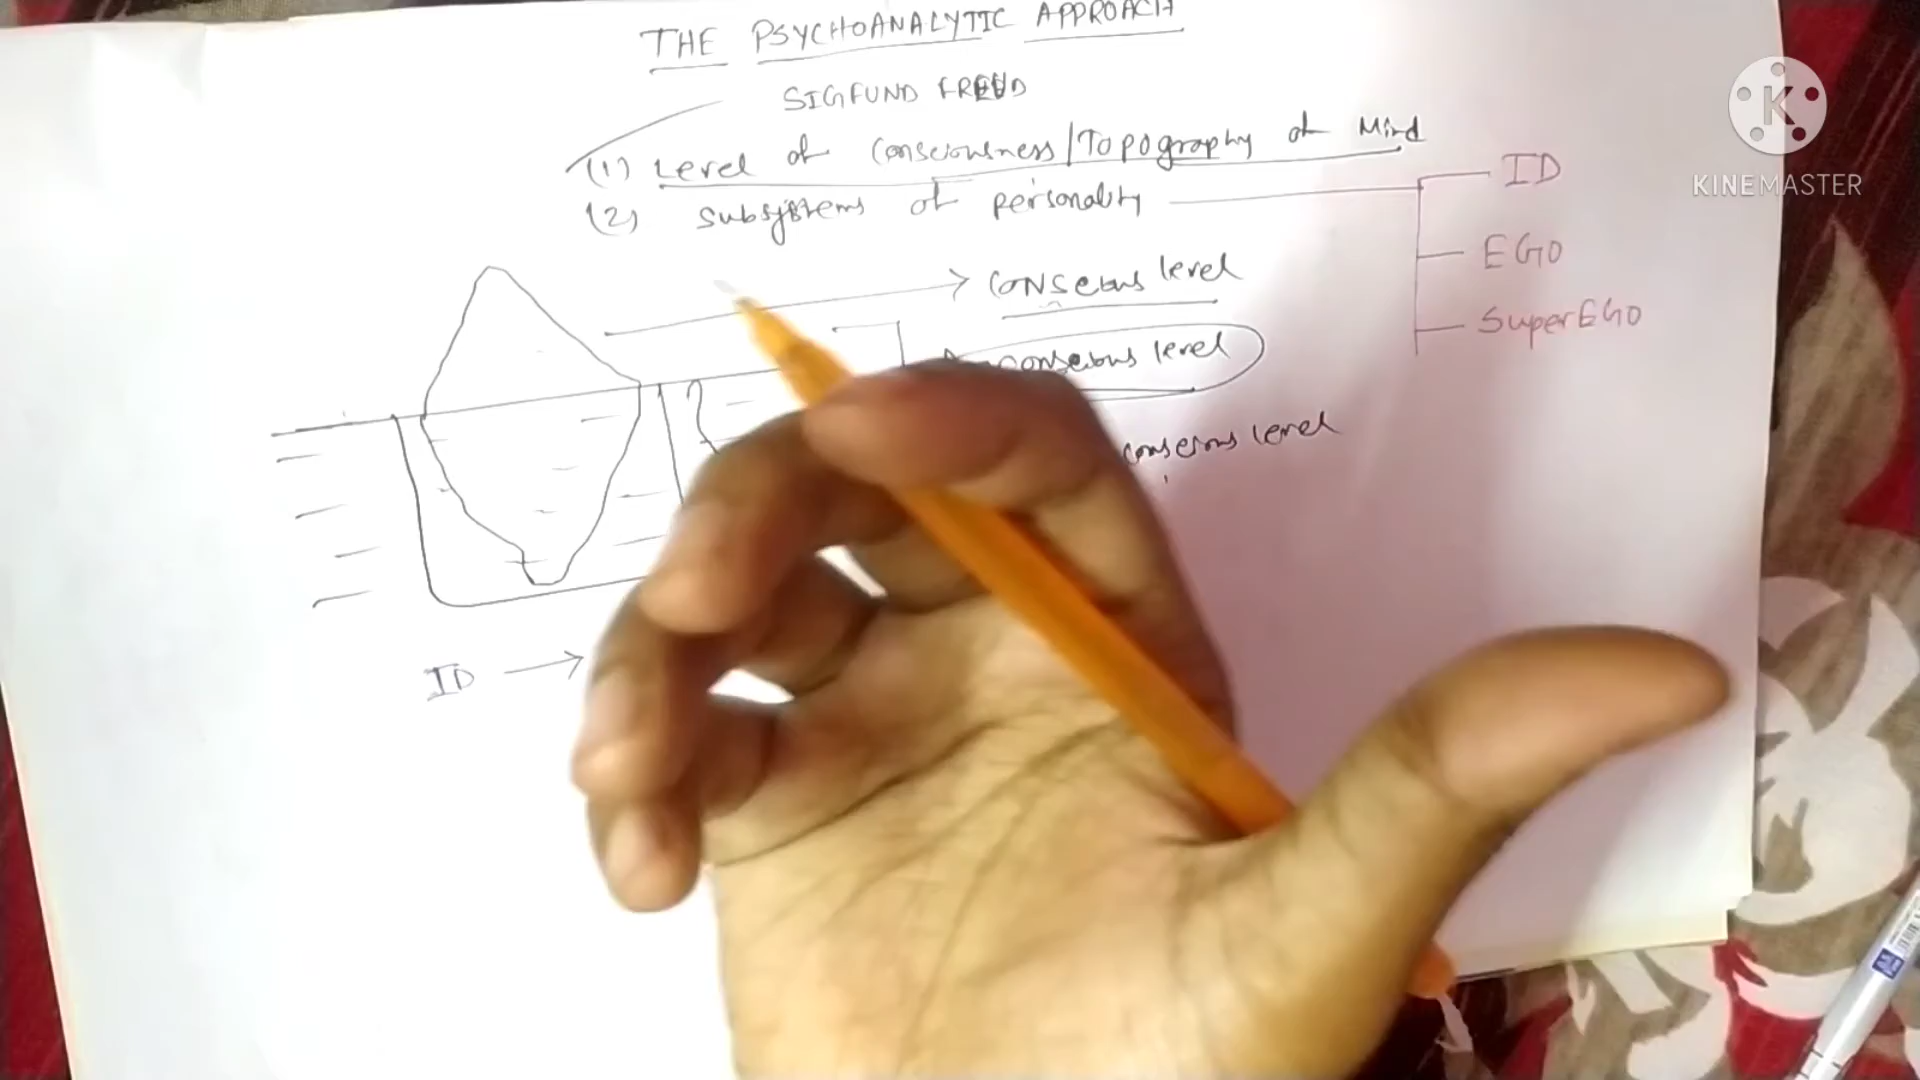 THE PSYCHOANALYTIC APPROACH
SIGFUND FREUD
(1) Level of Consciousness/Topography of Mind
(2) subsystems of personality
ID
EGO
SuperEGO
CONScious level
conscious level
conscious level
ID
K
KINEMASTER